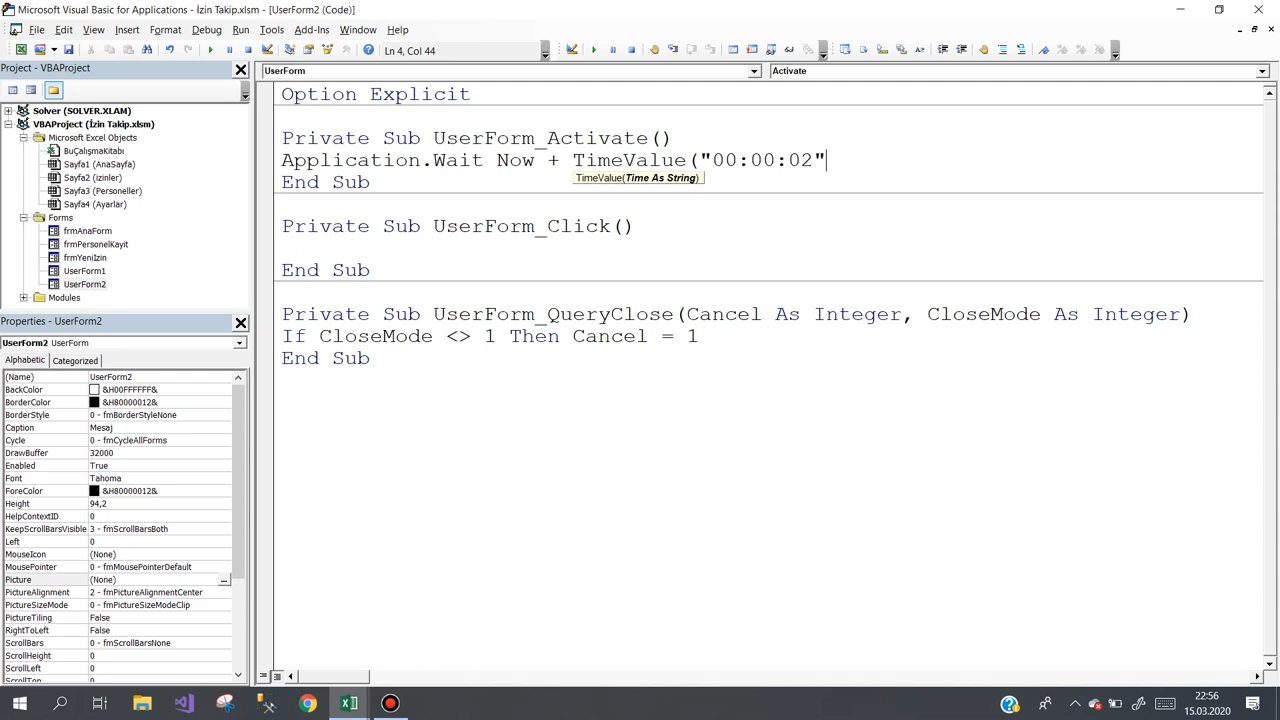 Microsoft Visual Basic for Applications - İzin Takip.xlsm - [UserForm2 (Code)]
File Edit View Insert Format Debug Run Tools Add-Ins Window Help
Ln 4, Col 44
Project - VBAProject
UserForm Activate
Solver (SOLVER.XLAM)
VBAProject (İzin Takip.xlsm)
Microsoft Excel Objects
BuÇalışmaKitabı
Sayfa1 (AnaSayfa)
Sayfa2 (izinler)
Sayfa3 (Personeller)
Sayfa4 (Ayarlar)
Forms
frmAnaForm
frmPersonelKayit
frmYeniIzin
UserForm1
UserForm2
Modules
Option Explicit
Private Sub UserForm_Activate()
Application.Wait Now + TimeValue("00:00:02"
TimeValue(Time As String)
End Sub
Private Sub UserForm_Click()
End Sub
Private Sub UserForm_QueryClose(Cancel As Integer, CloseMode As Integer)
If CloseMode <> 1 Then Cancel = 1
End Sub
Properties - UserForm2
UserForm2 UserForm
Alphabetic Categorized
(Name) UserForm2
BackColor &H00FFFFFF&
BorderColor &H80000012&
BorderStyle 0 - fmBorderStyleNone
Caption Mesaj
Cycle 0 - fmCycleAllForms
DrawBuffer 32000
Enabled True
Font Tahoma
ForeColor &H80000012&
Height 94,2
HelpContextID 0
KeepScrollBarsVisible 3 - fmScrollBarsBoth
Left 0
MouseIcon (None)
MousePointer 0 - fmMousePointerDefault
Picture (None) ...
PictureAlignment 2 - fmPictureAlignmentCenter
PictureSizeMode 0 - fmPictureSizeModeClip
PictureTiling False
RightToLeft False
ScrollBars 0 - fmScrollBarsNone
ScrollHeight 0
ScrollLeft 0
ScrollTop 0
22:56
15.03.2020